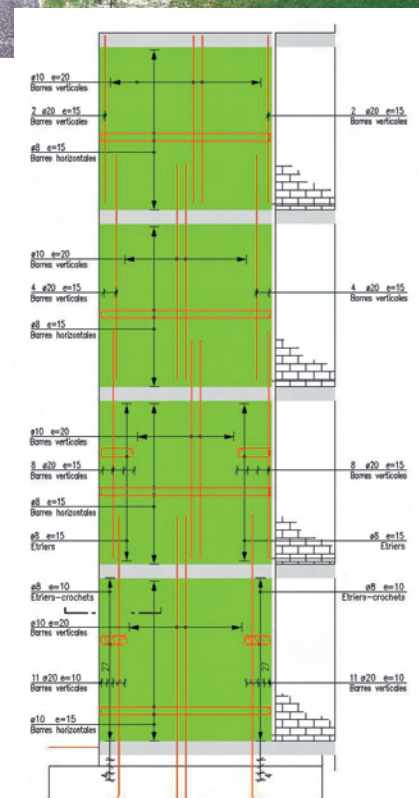 ø10 e=20
Barres verticales
2 ø20 e=15
Barres verticales
ø8 e=15
Barres horizontales
2 ø20 e=15
Barres verticales
ø10 e=20
Barres verticales
4 ø20 e=15
Barres verticales
ø8 e=15
Barres horizontales
4 ø20 e=15
Barres verticales
ø10 e=20
Barres verticales
8 ø20 e=15
Barres verticales
ø8 e=15
Barres horizontales
ø8 e=15
Etriers
8 ø20 e=15
Barres verticales
ø8 e=15
Etriers
ø8 e=10
Etriers-crochets
ø10 e=20
Barres verticales
27
11 ø20 e=10
Barres verticales
ø10 e=15
Barres horizontales
ø8 e=10
Etriers-crochets
27
11 ø20 e=10
Barres verticales